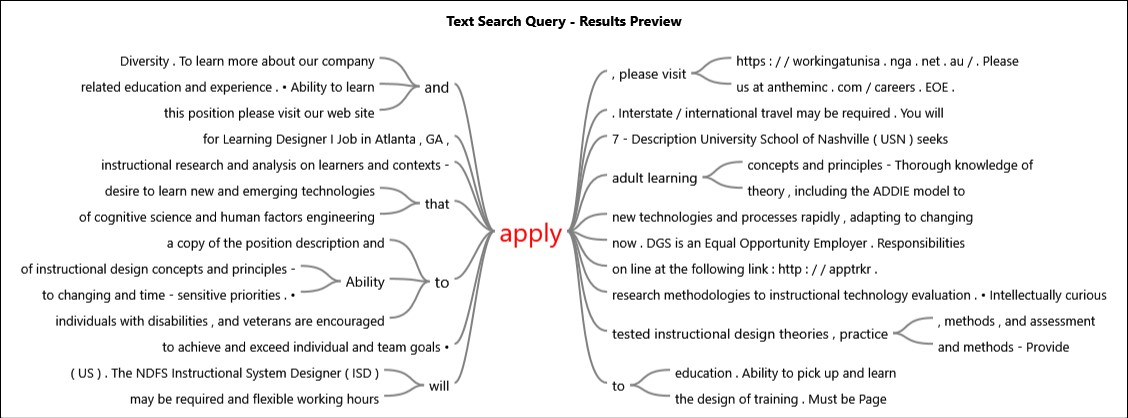 Text Search Query - Results Preview
Diversity . To learn more about our company
related education and experience . • Ability to learn
this position please visit our web site
and
for Learning Designer I Job in Atlanta , GA ,
instructional research and analysis on learners and contexts -
desire to learn new and emerging technologies
of cognitive science and human factors engineering
that
a copy of the position description and
of instructional design concepts and principles -
to changing and time - sensitive priorities . •
Ability
individuals with disabilities , and veterans are encouraged
to
to achieve and exceed individual and team goals •
( US ) . The NDFS Instructional System Designer ( ISD )
may be required and flexible working hours
will
apply
, please visit
https : / / workingatunisa . nga . net . au / . Please
us at antheminc . com / careers . EOE .
. Interstate / international travel may be required . You will
7 - Description University School of Nashville ( USN ) seeks
adult learning
concepts and principles - Thorough knowledge of
theory , including the ADDIE model to
new technologies and processes rapidly , adapting to changing
now . DGS is an Equal Opportunity Employer . Responsibilities
on line at the following link : http : / / apptrkr .
research methodologies to instructional technology evaluation . • Intellectually curious
tested instructional design theories , practice
, methods , and assessment
and methods - Provide
to
education . Ability to pick up and learn
the design of training . Must be Page